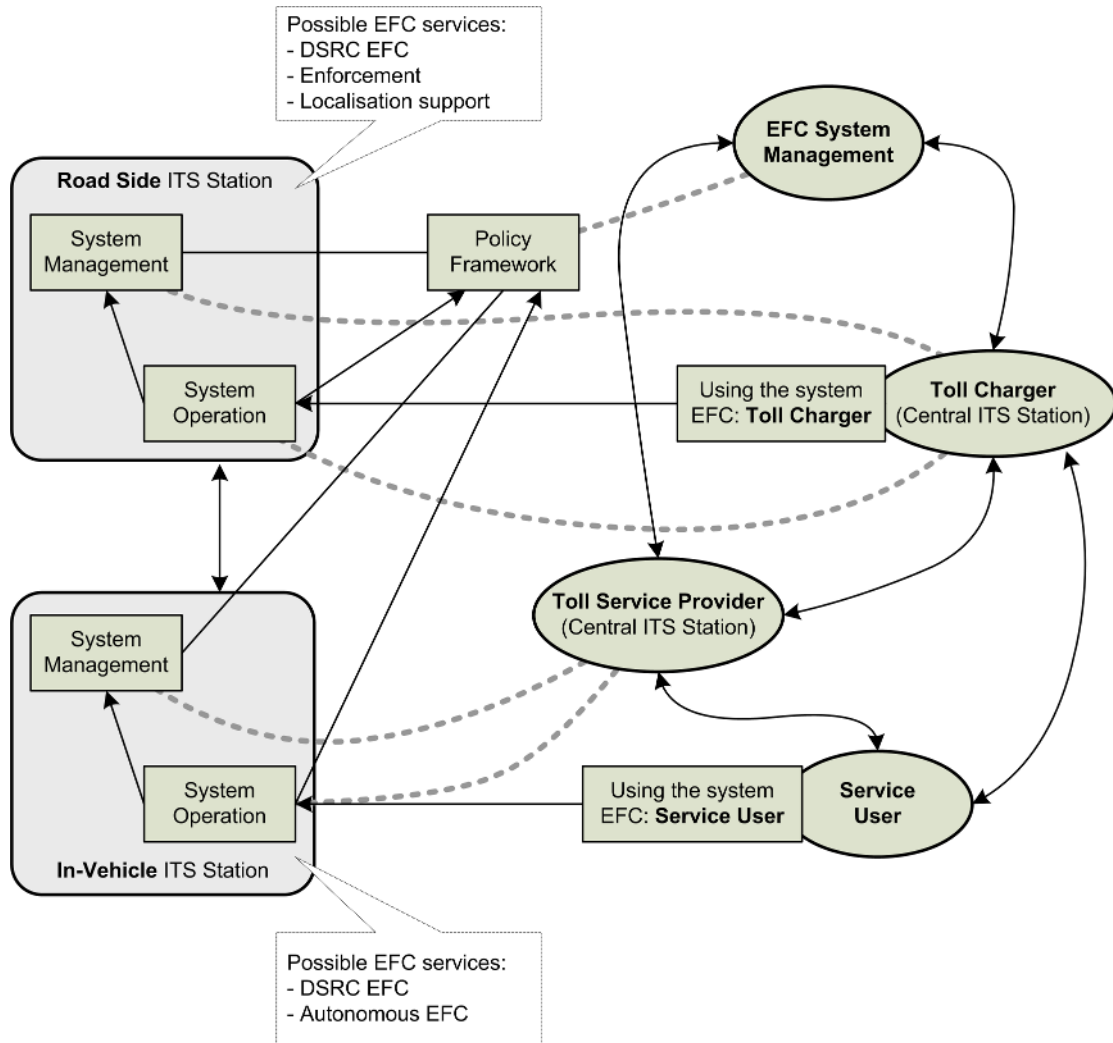 Possible EFC services:
- DSRC EFC
- Enforcement
- Localisation support
EFC System
Management
Road Side ITS Station
System
Management
Policy
Framework
System
Operation
Using the system
EFC: Toll Charger
Toll Charger
(Central ITS Station)
Toll Service Provider
(Central ITS Station)
System
Management
System
Operation
Using the system
EFC: Service User
Service
User
In-Vehicle ITS Station
Possible EFC services:
- DSRC EFC
- Autonomous EFC